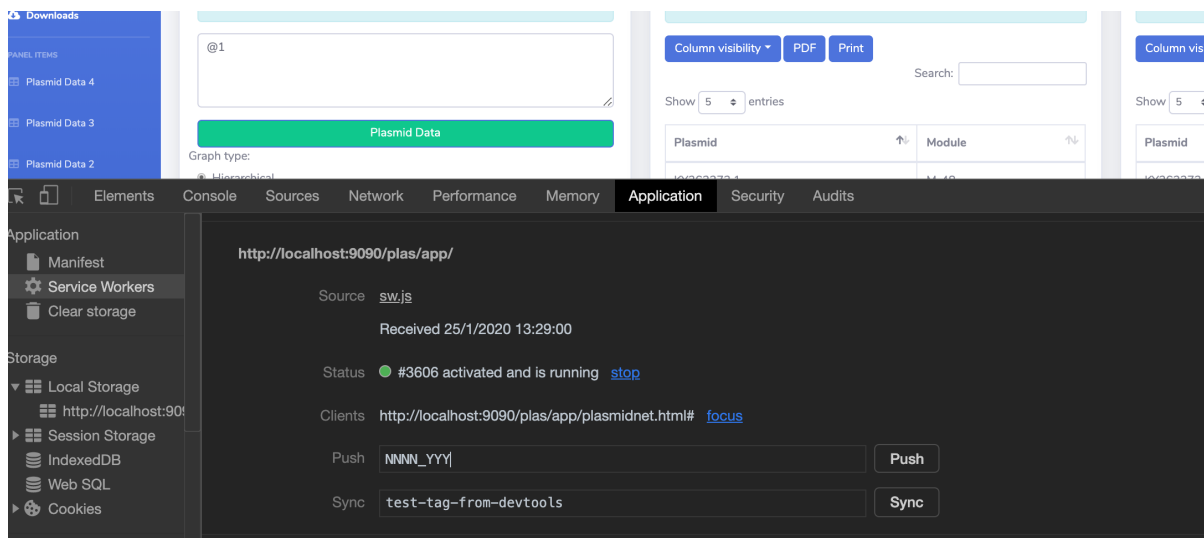 Downloads
PANEL ITEMS
Plasmid Data 4
Plasmid Data 3
Plasmid Data 2
@1
Plasmid Data
Graph type:
Hierarchical
Column visibility PDF Print
Search:
Show 5 entries
Plasmid Module
Column vis
Show 5
Plasmid
Elements Console Sources Network Performance Memory Application Security Audits
Application
Manifest
Service Workers
Clear storage
Storage
Local Storage
http://localhost:909
Session Storage
IndexedDB
Web SQL
Cookies
http://localhost:9090/plas/app/
Source sw.js
Received 25/1/2020 13:29:00
Status #3606 activated and is running stop
Clients http://localhost:9090/plas/app/plasmidnet.html# focus
Push NNNN_YYY Push
Sync test-tag-from-devtools Sync